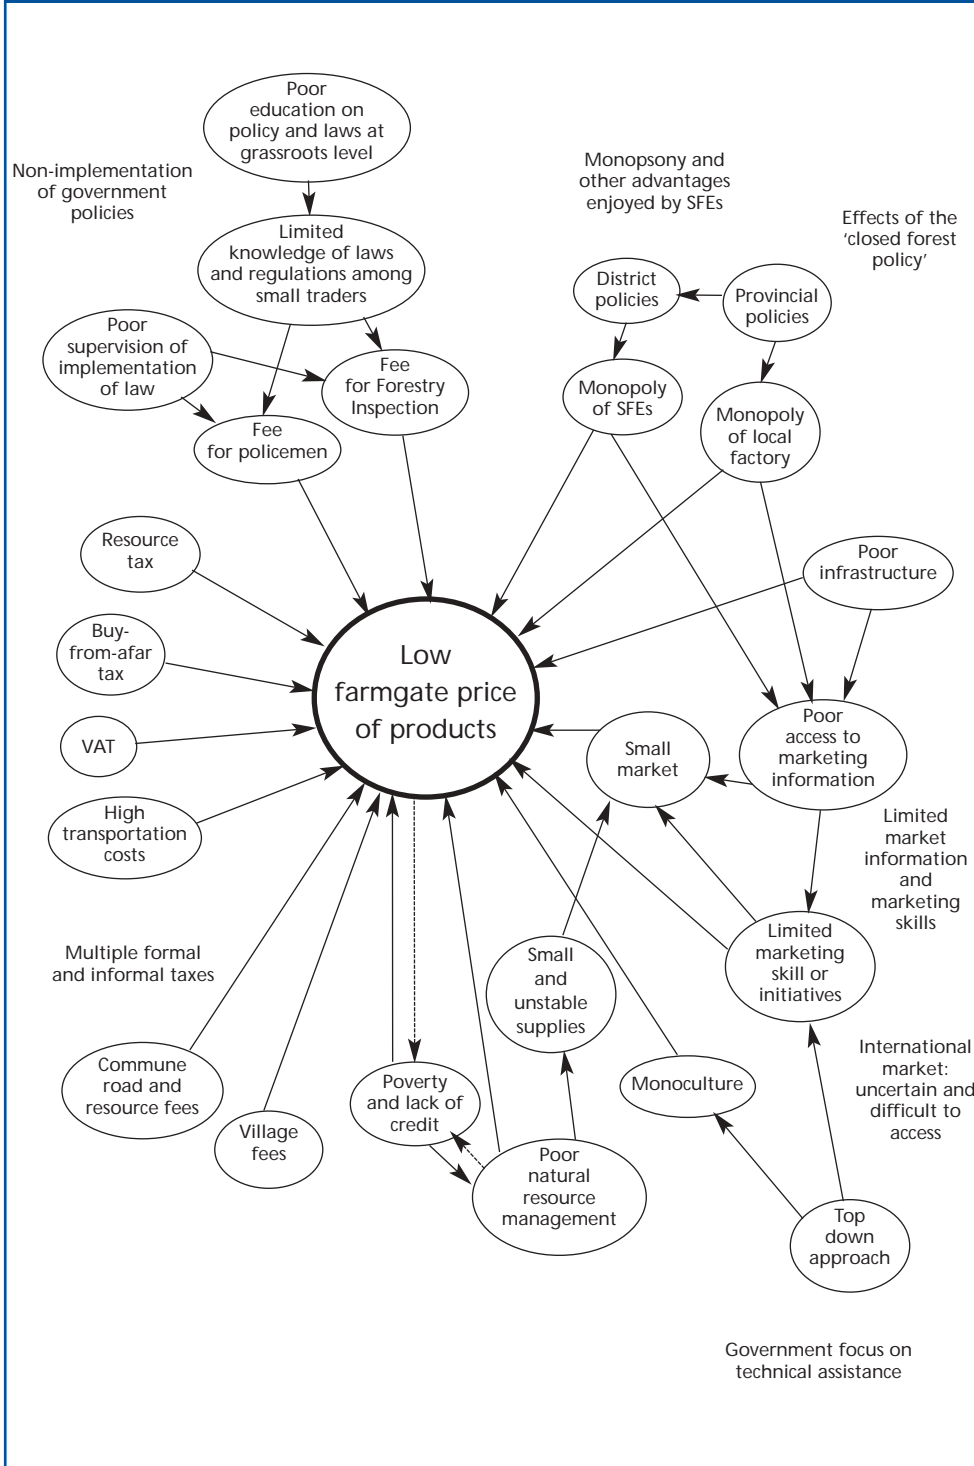 Poor
education on
policy and laws at
grassroots level
Non-implementation
of government
policies
Monopsony and
other advantages
enjoyed by SFEs
Effects of the
‘closed forest
policy’
Limited
knowledge of laws
and regulations among
small traders
District
policies
Provincial
policies
Poor
supervision of
implementation
of law
Fee
for Forestry
Inspection
Monopoly
of SFEs
Monopoly
of local
factory
Fee
for policemen
Resource
tax
Poor
infrastructure
Buy-
from-afar
tax
Low
farmgate price
of products
VAT
Small
market
Poor
access to
marketing
information
High
transportation
costs
Limited
market
information
and
marketing
skills
Multiple formal
and informal taxes
Small
and
unstable
supplies
Limited
marketing
skill or
initiatives
Commune
road and
resource fees
Village
fees
Poverty
and lack of
credit
Monoculture
International
market:
uncertain and
difficult to
access
Poor
natural
resource
management
Top
down
approach
Government focus on
technical assistance